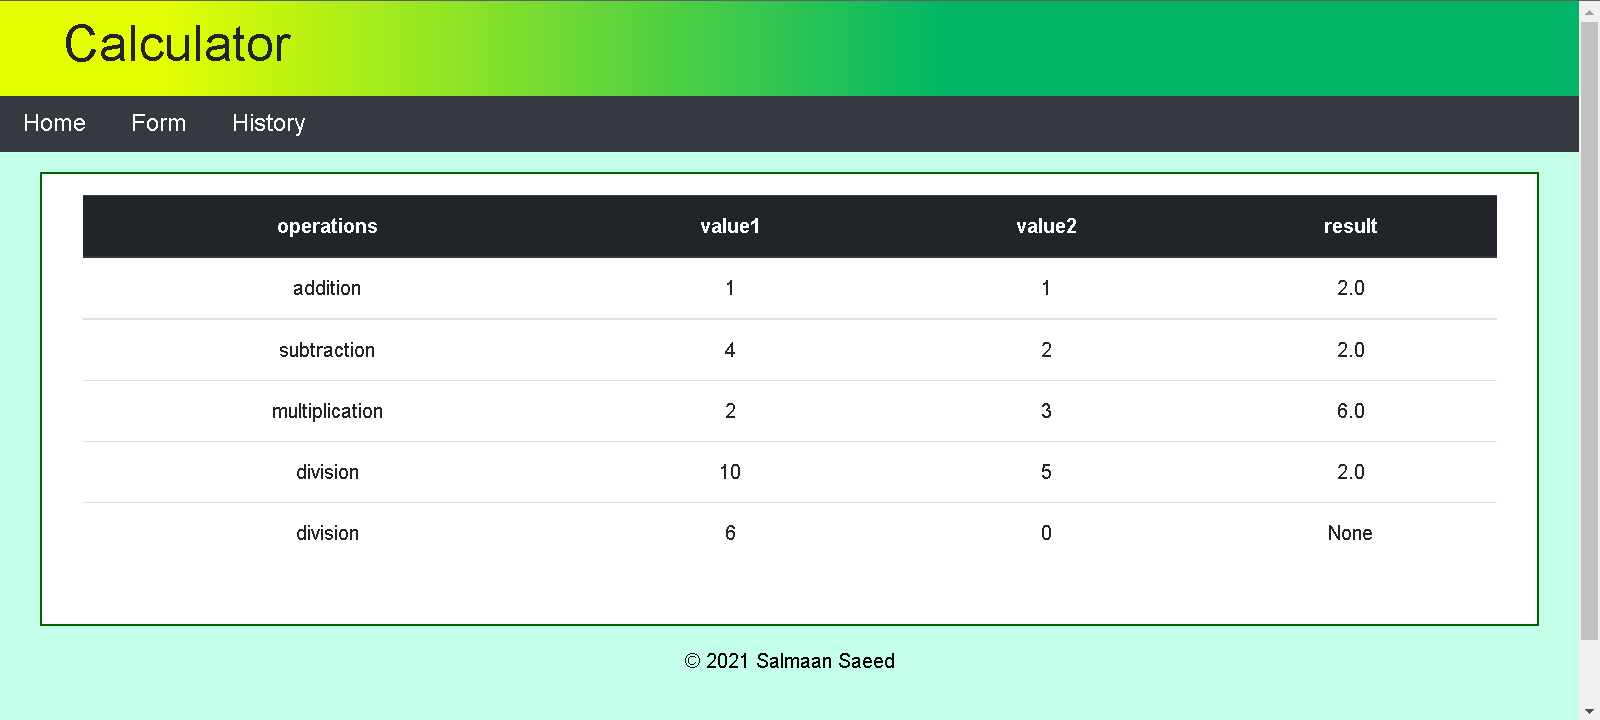 Calculator
Home Form History
operations value1 value2 result
addition 1 1 2.0
subtraction 4 2 2.0
multiplication 2 3 6.0
division 10 5 2.0
division 6 0 None
© 2021 Salmaan Saeed